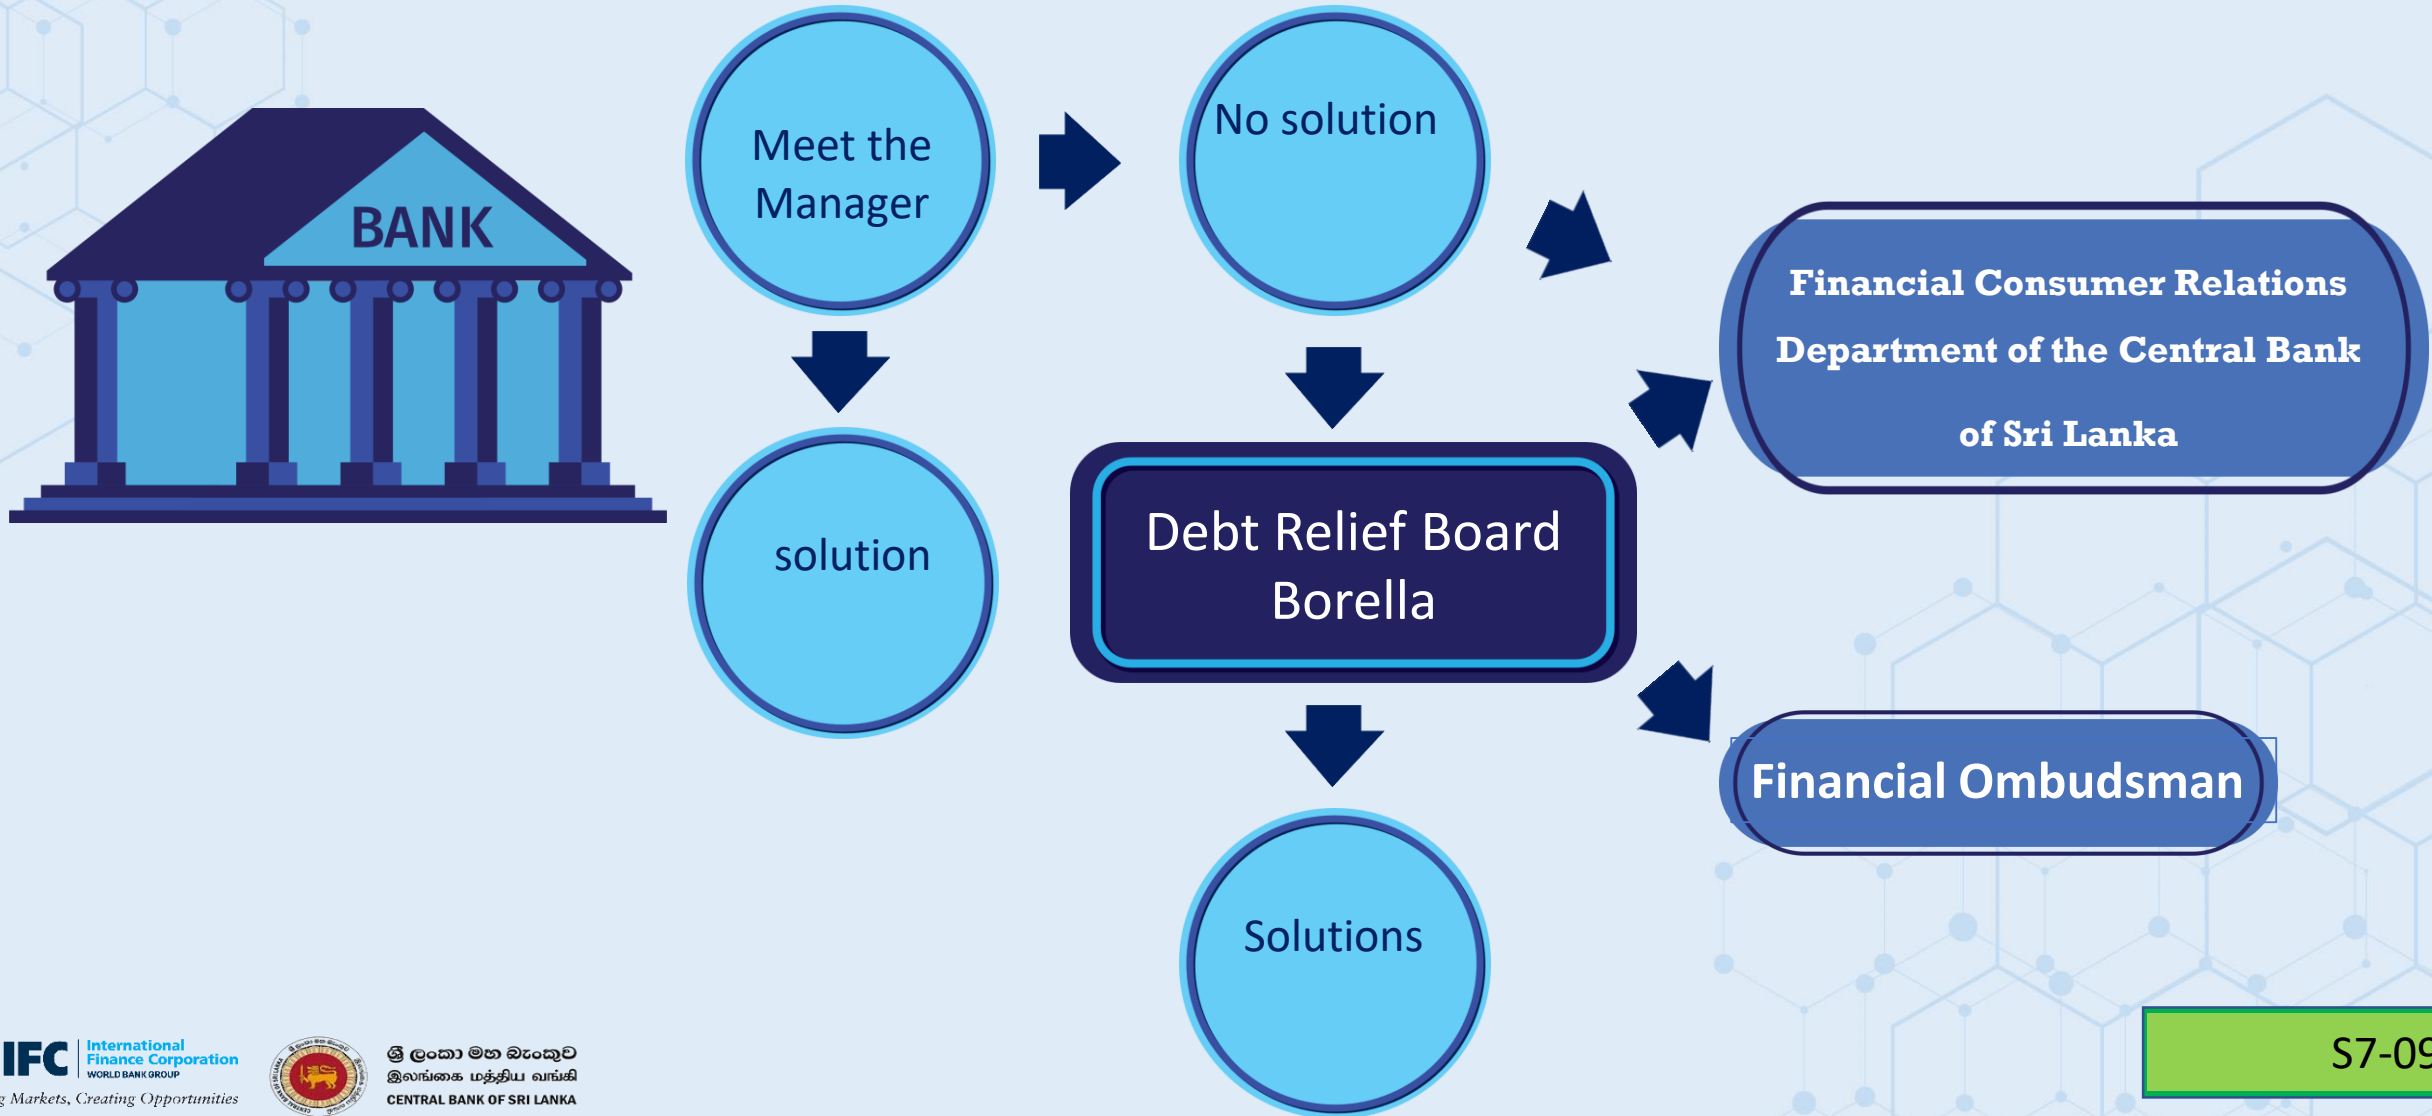 BANK
Meet the
Manager
No solution
solution
Financial Consumer Relations
Department of the Central Bank
of Sri Lanka
Debt Relief Board
Borella
Financial Ombudsman
Solutions
IFC
International
Finance Corporation
WORLD BANK GROUP
Markets, Creating Opportunities
ශ්‍රී ලංකා මහ බැංකුව
இலங்கை மத்திய வங்கி
CENTRAL BANK OF SRI LANKA
S7-09